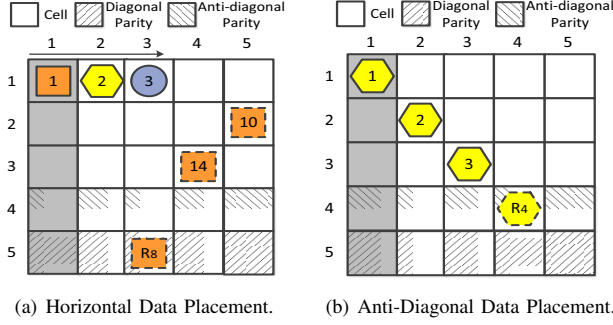 Cell
Diagonal Parity
Anti-diagonal Parity
1 2 3 4 5
1 1 2 3
2 10
3 14
4
5 R8
(a) Horizontal Data Placement.
Cell
Diagonal Parity
Anti-diagonal Parity
1 2 3 4 5
1 1
2 2
3 3
4 R4
5
(b) Anti-Diagonal Data Placement.